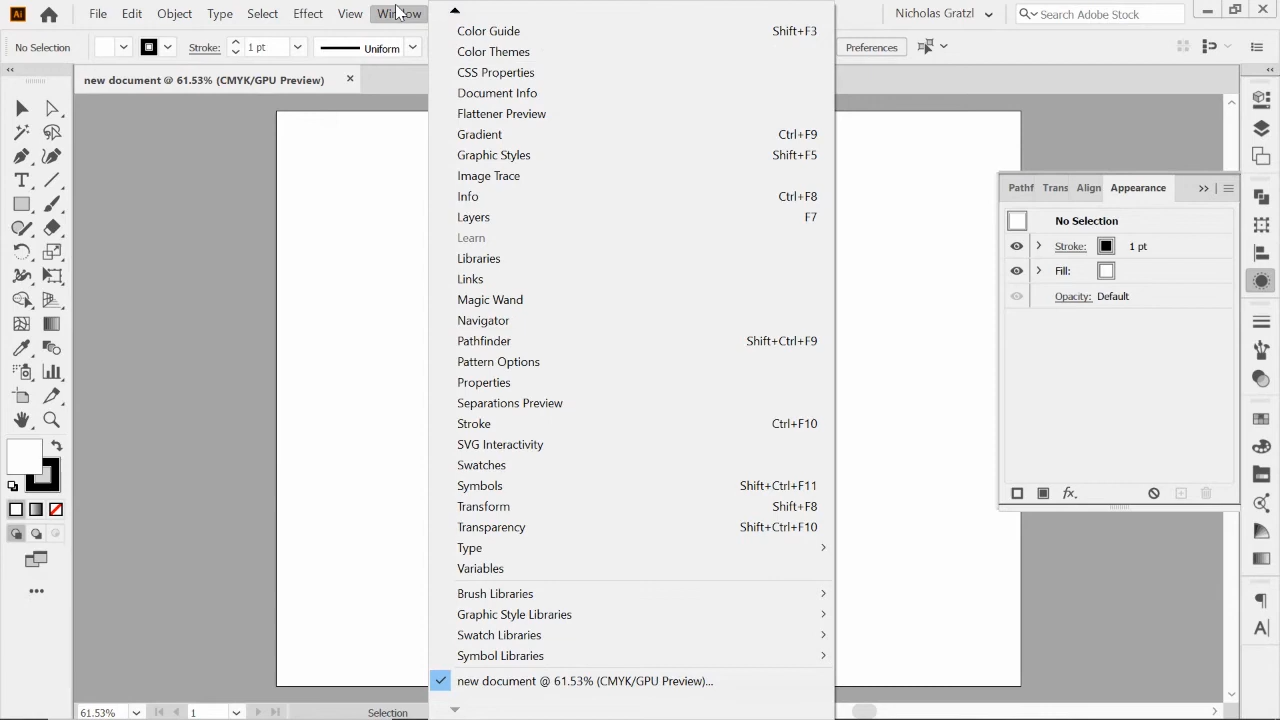 Ai
File
Edit
Object
Type
Select
Effect
View
Window
Nicholas Gratzl
Search Adobe Stock
No Selection
Stroke:
1 pt
Uniform
Preferences
new document @ 61.53% (CMYK/GPU Preview)
Color Guide Shift+F3
Color Themes
CSS Properties
Document Info
Flattener Preview
Gradient Ctrl+F9
Graphic Styles Shift+F5
Image Trace
Info Ctrl+F8
Layers F7
Learn
Libraries
Links
Magic Wand
Navigator
Pathfinder Shift+Ctrl+F9
Pattern Options
Properties
Separations Preview
Stroke Ctrl+F10
SVG Interactivity
Swatches
Symbols Shift+Ctrl+F11
Transform Shift+F8
Transparency Shift+Ctrl+F10
Type
Variables
Brush Libraries
Graphic Style Libraries
Swatch Libraries
Symbol Libraries
new document @ 61.53% (CMYK/GPU Preview)...
Pathf
Trans
Align
Appearance
No Selection
Stroke: 1 pt
Fill:
Opacity: Default
fx.
61.53%
1
Selection